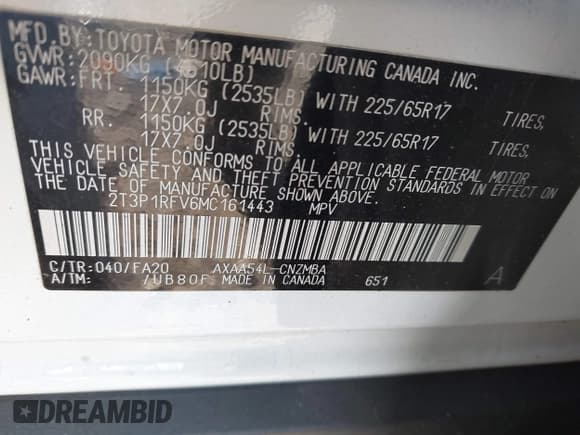 MFD.BY: TOYOTA MOTOR MANUFACTURING CANADA INC.
GVWR: 2090KG (4610LB)
GAWR: FRT. 1150KG (2535LB) WITH 225/65R17 TIRES,
17X7.0J RIMS,
RR. 1150KG (2535LB) WITH 225/65R17 TIRES,
17X7.0J RIMS,
THIS VEHICLE CONFORMS TO ALL APPLICABLE FEDERAL MOTOR
VEHICLE SAFETY AND THEFT PREVENTION STANDARDS IN EFFECT ON
THE DATE OF MANUFACTURE SHOWN ABOVE.
2T3P1RFV6MC161443 MPV
C/TR: 040/FA20 AXAA54L-CNZMBA
A/TM: /UB80F MADE IN CANADA 651 A
DREAMBID